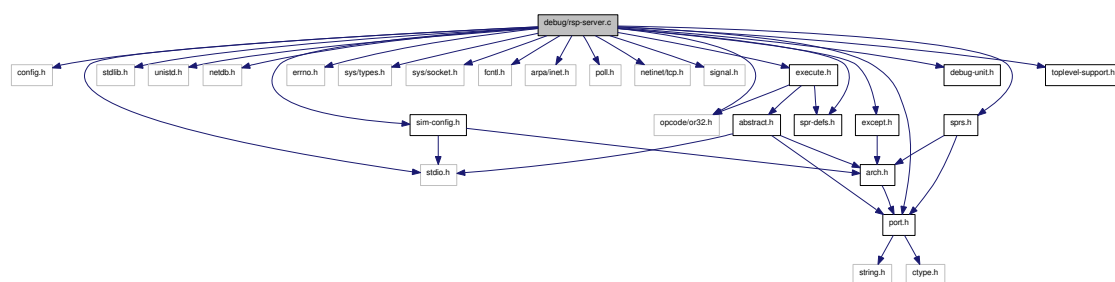 debug/rsp-server.c
config.h
stdlib.h
unistd.h
netdb.h
errno.h
sys/types.h
sys/socket.h
fcntl.h
arpa/inet.h
poll.h
netinet/tcp.h
signal.h
execute.h
debug-unit.h
toplevel-support.h
sim-config.h
opcode/or32.h
abstract.h
spr-defs.h
except.h
sprs.h
stdio.h
arch.h
port.h
string.h
ctype.h